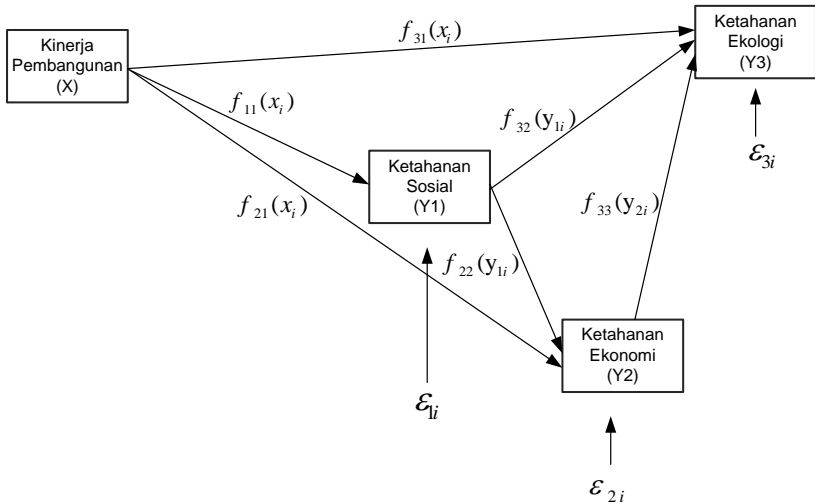 Kinerja
Pembangunan
(X)
f₃₁(xᵢ)
Ketahanan
Ekologi
(Y3)
f₁₁(xᵢ)
f₃₂(y₁ᵢ)
ε₃ᵢ
Ketahanan
Sosial
(Y1)
f₂₁(xᵢ)
f₃₃(y₂ᵢ)
f₂₂(y₁ᵢ)
Ketahanan
Ekonomi
(Y2)
ε₁ᵢ
ε₂ᵢ